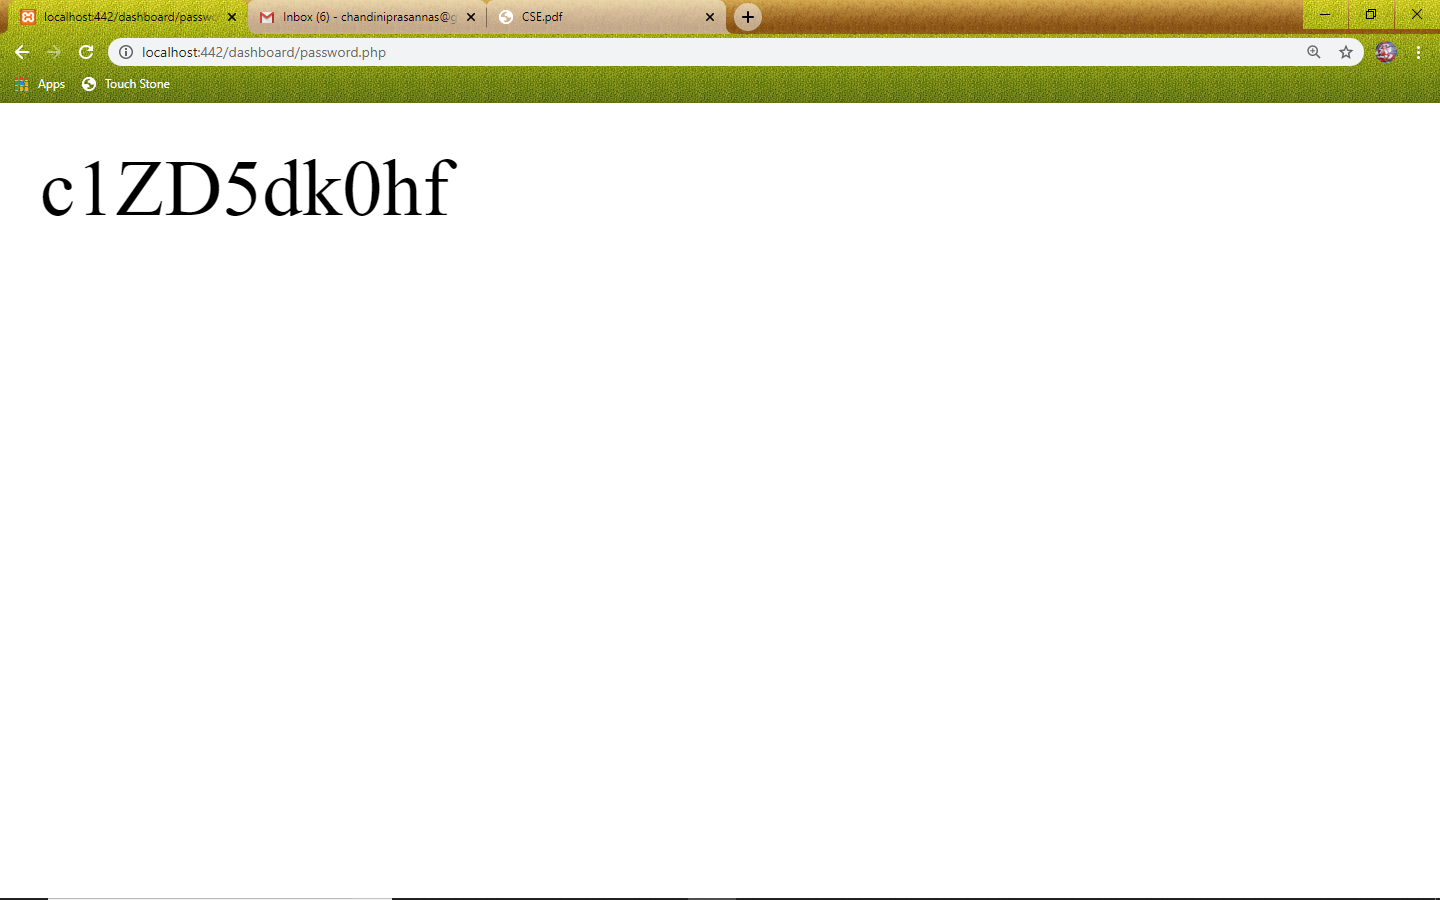 localhost:442/dashboard/passw
Inbox (6) - chandiniprasannas@g
CSE.pdf
localhost:442/dashboard/password.php
Apps
Touch Stone
c1ZD5dk0hf